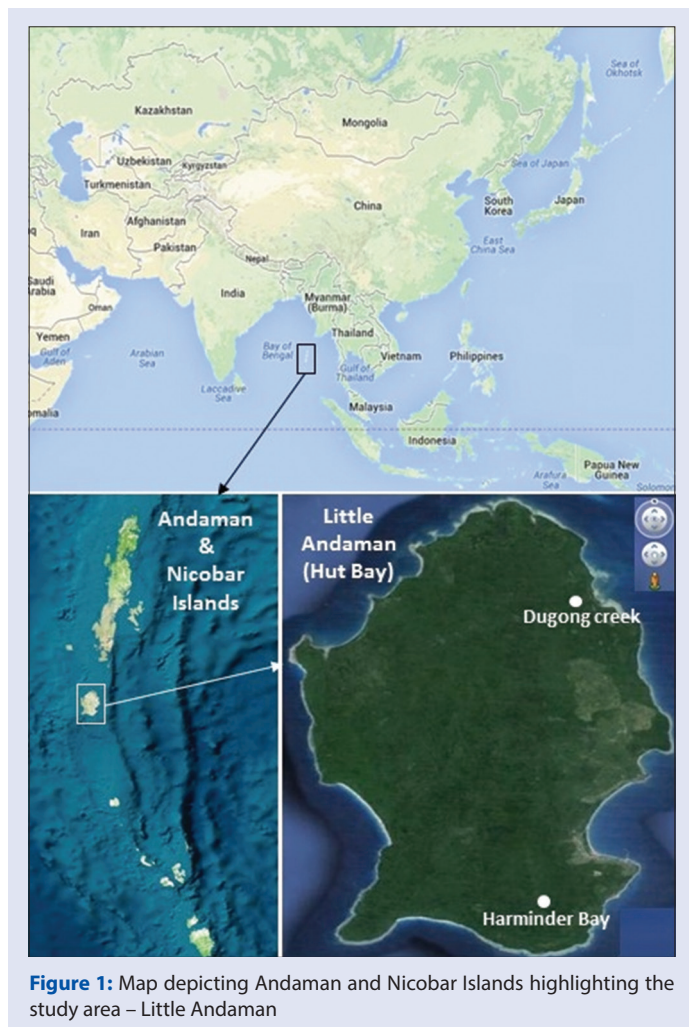 Sea of
Okhotsk
Kazakhstan
Mongolia
Uzbekistan
Kyrgyzstan
Sea of Japan
Turkmenistan
South
Korea
Japan
China
Afghanistan
Iran
Pakistan
East
China Sea
Nepal
Saudi
Arabia
India
Myanmar
(Burma)
Oman
Thailand
Yemen
Gulf of
Aden
Arabian
Sea
Bay of
Bengal
Vietnam
Philippines
Gulf of
Thailand
Laccadive
Sea
omalia
Malaysia
Indonesia
Papua New
Guinea
Arafura
Sea
Solomon
Andaman
&
Nicobar
Islands
Little
Andaman
(Hut Bay)
Dugong creek
Harminder Bay
Figure 1: Map depicting Andaman and Nicobar Islands highlighting the
study area – Little Andaman